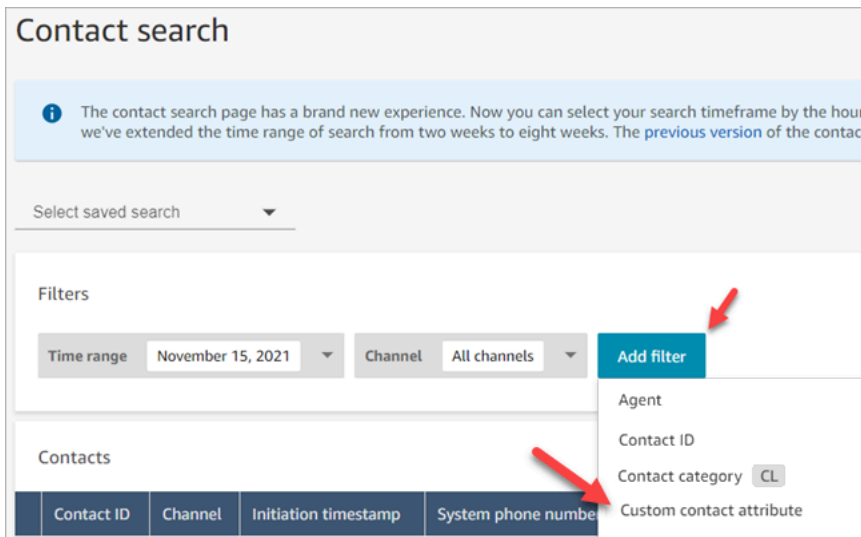 Contact search
The contact search page has a brand new experience. Now you can select your search timeframe by the hour
we've extended the time range of search from two weeks to eight weeks. The previous version of the contac
Select saved search
Filters
Time range November 15, 2021 Channel All channels Add filter
Agent
Contact ID
Contact category CL
Custom contact attribute
Contacts
Contact ID Channel Initiation timestamp System phone number